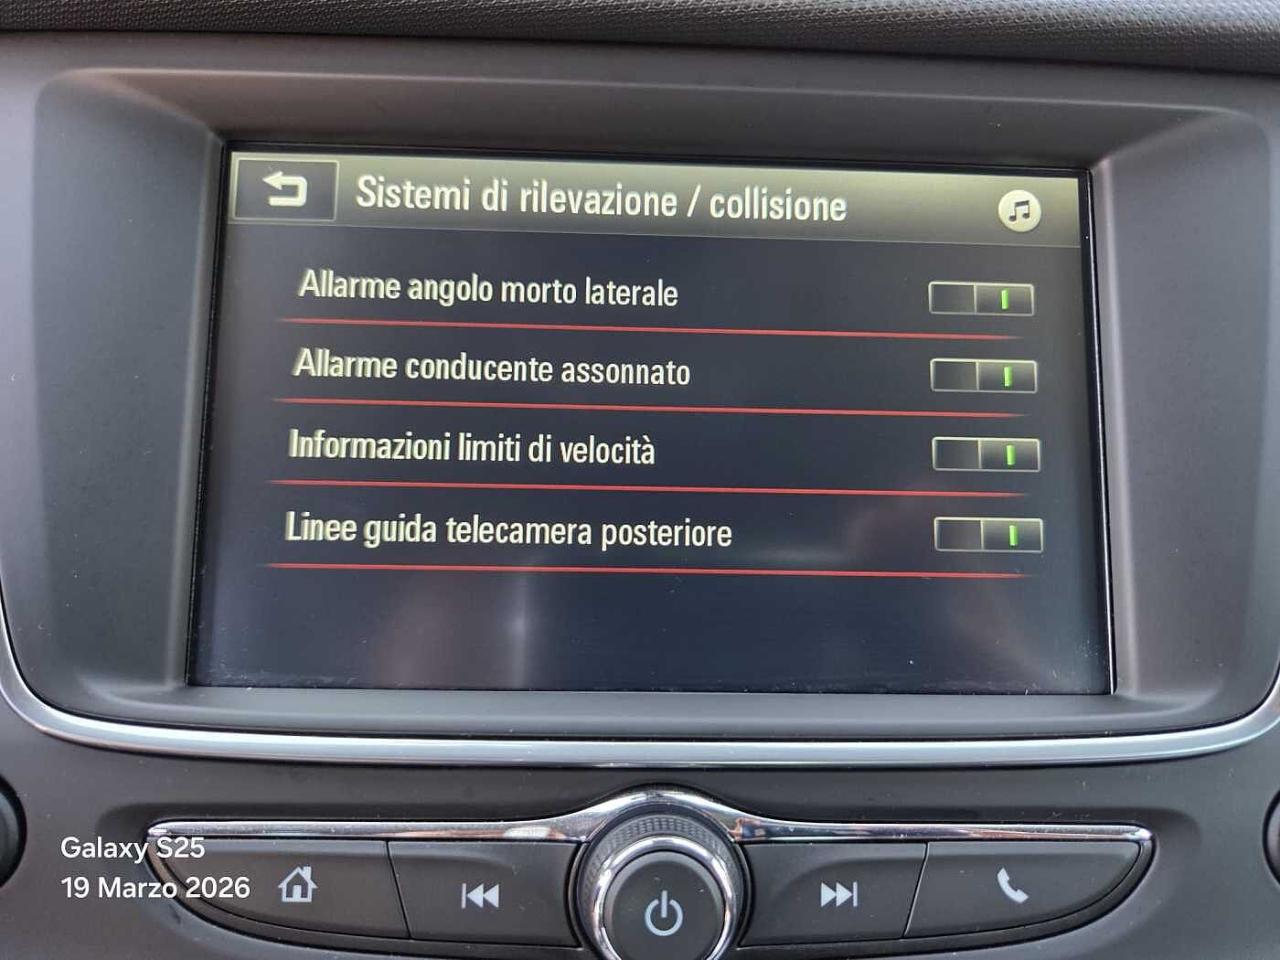 Sistemi di rilevazione / collisione
Allarme angolo morto laterale
Allarme conducente assonnato
Informazioni limiti di velocità
Linee guida telecamera posteriore
Galaxy S25
19 Marzo 2026